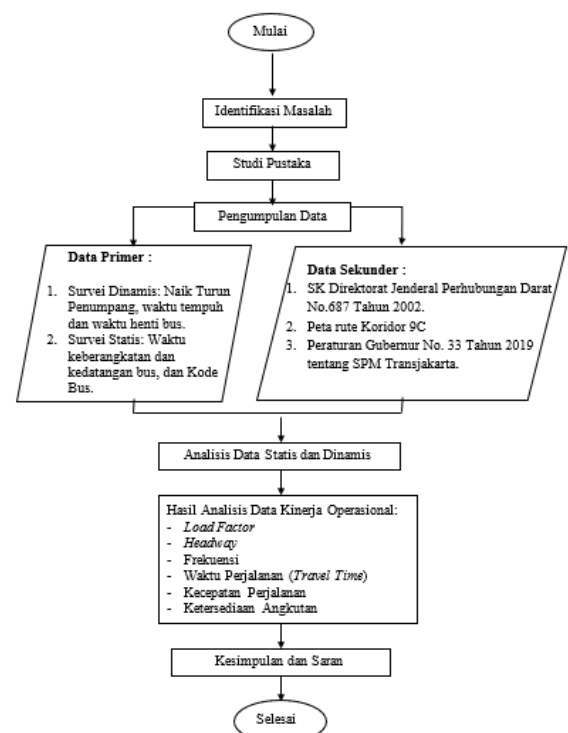 Mulai
Identifikasi Masalah
Studi Pustaka
Pengumpulan Data
Data Primer :
1. Survei Dinamis: Naik Turun
Penumpang, waktu tempuh
dan waktu henti bus.
2. Survei Statis: Waktu
keberangkatan dan
kedatangan bus, dan Kode
Bus.
Data Sekunder :
1. SK Direktorat Jenderal Perhubungan Darat
No.687 Tahun 2002.
2. Peta rute Koridor 9C
3. Peraturan Gubernur No. 33 Tahun 2019
tentang SPM Transjakarta.
Analisis Data Statis dan Dinamis
Hasil Analisis Data Kinerja Operasional:
- Load Factor
- Headway
- Frekuensi
- Waktu Perjalanan (Travel Time)
- Kecepatan Perjalanan
- Ketersediaan Angkutan
Kesimpulan dan Saran
Selesai